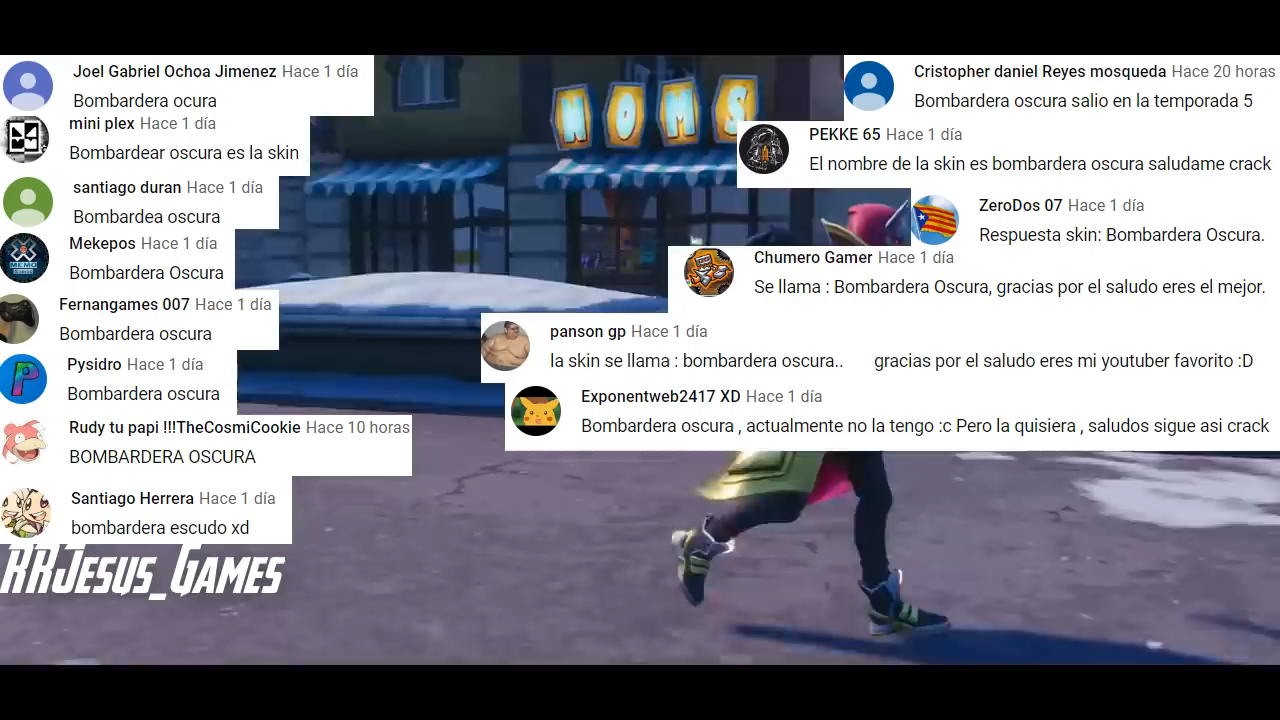 Joel Gabriel Ochoa Jimenez Hace 1 día
Bombardera ocura
mini plex Hace 1 día
Bombardear oscura es la skin
santiago duran Hace 1 día
Bombardea oscura
Mekepos Hace 1 día
Bombardera Oscura
Fernangames 007 Hace 1 día
Bombardera oscura
Pysidro Hace 1 día
Bombardera oscura
Rudy tu papi !!!TheCosmiCookie Hace 10 horas
BOMBARDERA OSCURA
Santiago Herrera Hace 1 día
bombardera escudo xd
RRJesus_Games
MOMS
Cristopher daniel Reyes mosqueda Hace 20 horas
Bombardera oscura salio en la temporada 5
PEKKE 65 Hace 1 día
El nombre de la skin es bombardera oscura saludame crack
ZeroDos 07 Hace 1 día
Respuesta skin: Bombardera Oscura.
Chumero Gamer Hace 1 día
Se llama : Bombardera Oscura, gracias por el saludo eres el mejor.
panson gp Hace 1 día
la skin se llama : bombardera oscura.. gracias por el saludo eres mi youtuber favorito :D
Exponentweb2417 XD Hace 1 día
Bombardera oscura , actualmente no la tengo :c Pero la quisiera , saludos sigue asi crack